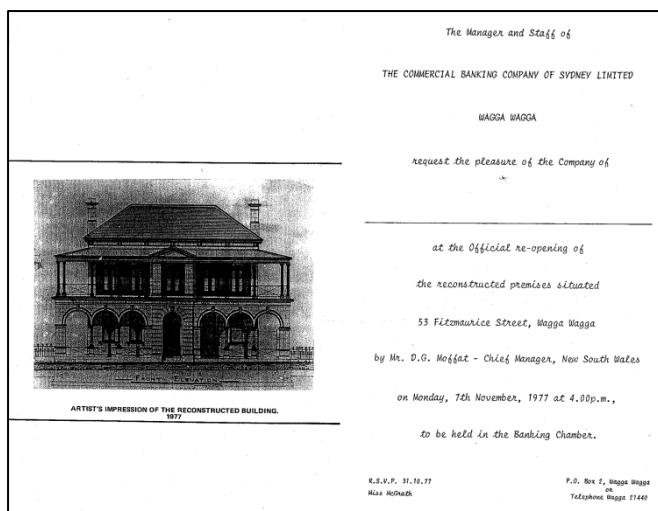 FRONT ELEVATION
ARTIST'S IMPRESSION OF THE RECONSTRUCTED BUILDING.
1977
The Manager and Staff of
THE COMMERCIAL BANKING COMPANY OF SYDNEY LIMITED
WAGGA WAGGA
request the pleasure of the Company of
at the Official re-opening of
the reconstructed premises situated
53 Fitzmaurice Street, Wagga Wagga
by Mr. D.G. Moffat - Chief Manager, New South Wales
on Monday, 7th November, 1977 at 4.00p.m.,
to be held in the Banking Chamber.
R.S.V.P. 31.10.77
Miss McGrath
P.O. Box 2, Wagga Wagga
or
Telephone Wagga 21440